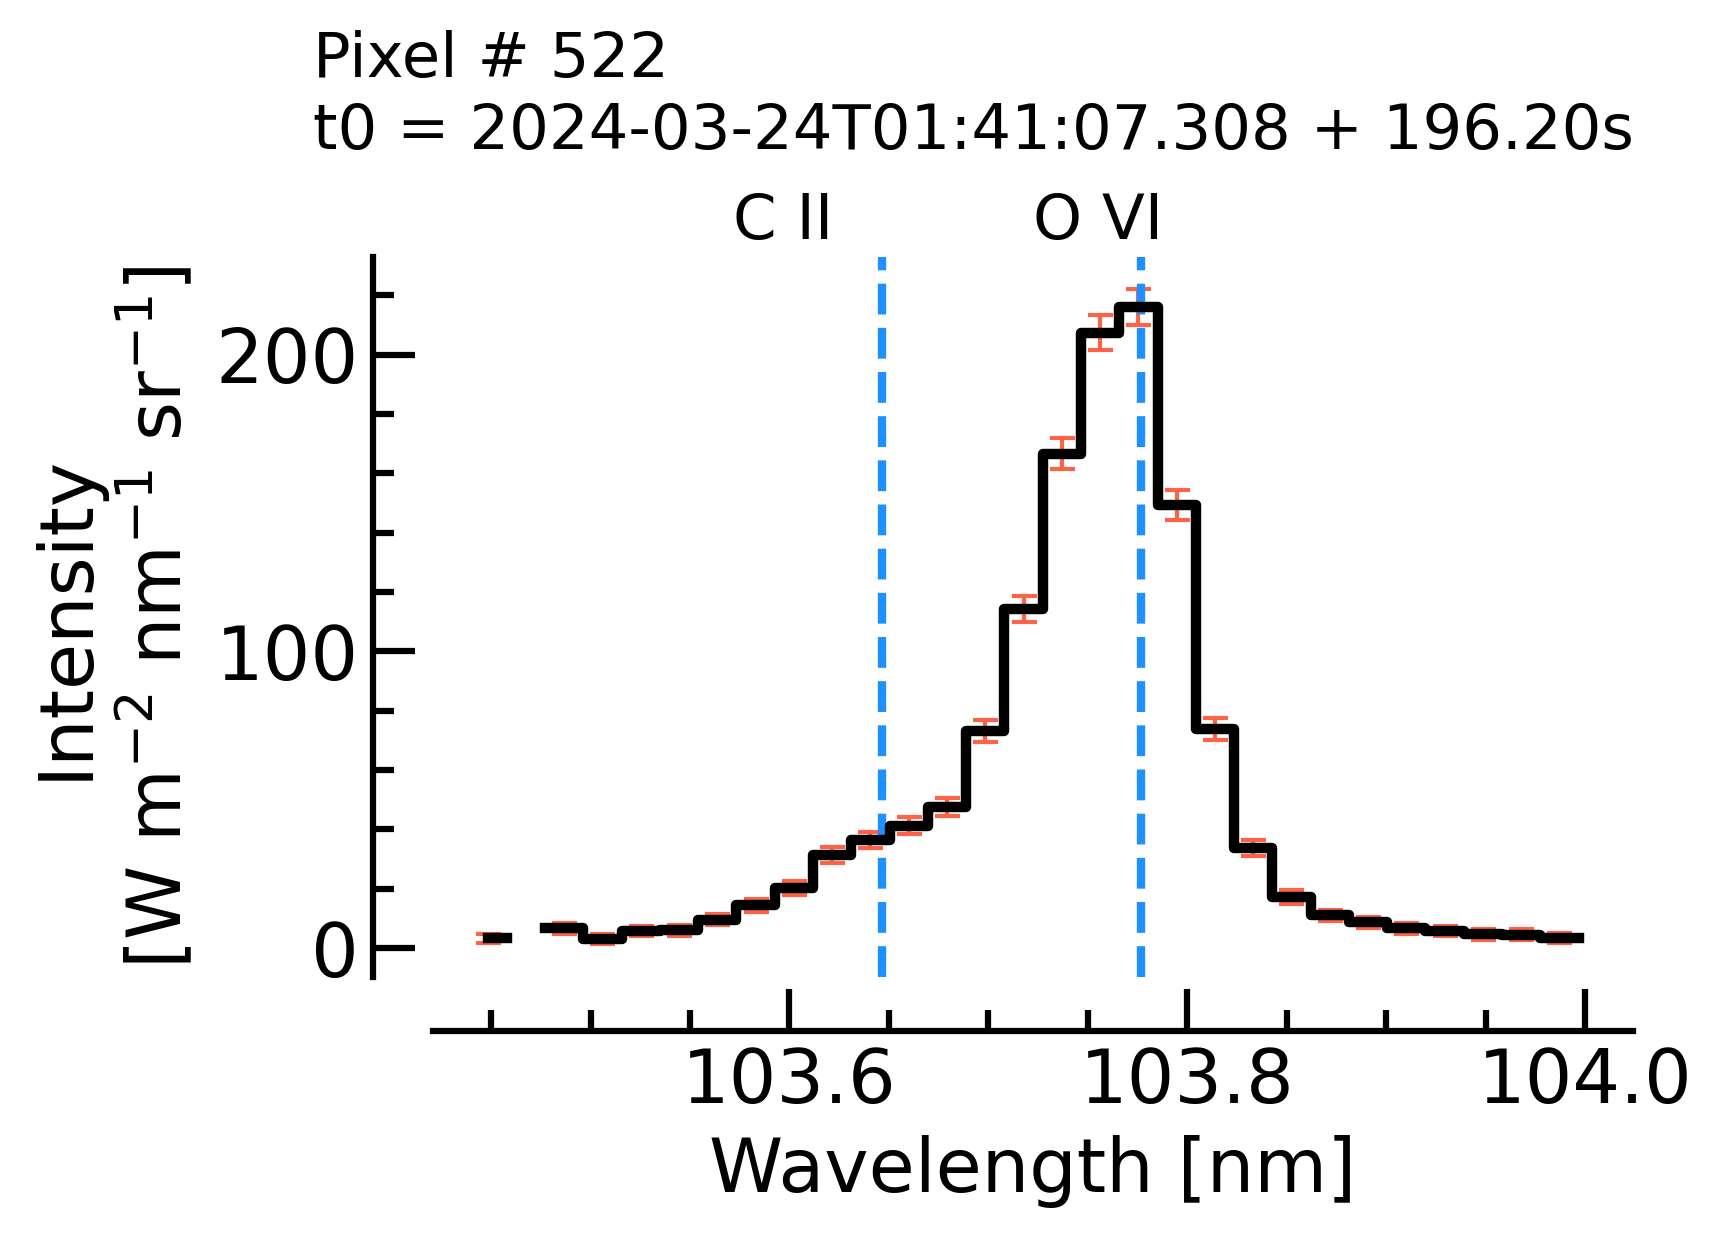 Pixel # 522
t0 = 2024-03-24T01:41:07.308 + 196.20s
C II
O VI
Intensity
[W m⁻² nm⁻¹ sr⁻¹]
200
100
0
103.6
103.8
104.0
Wavelength [nm]